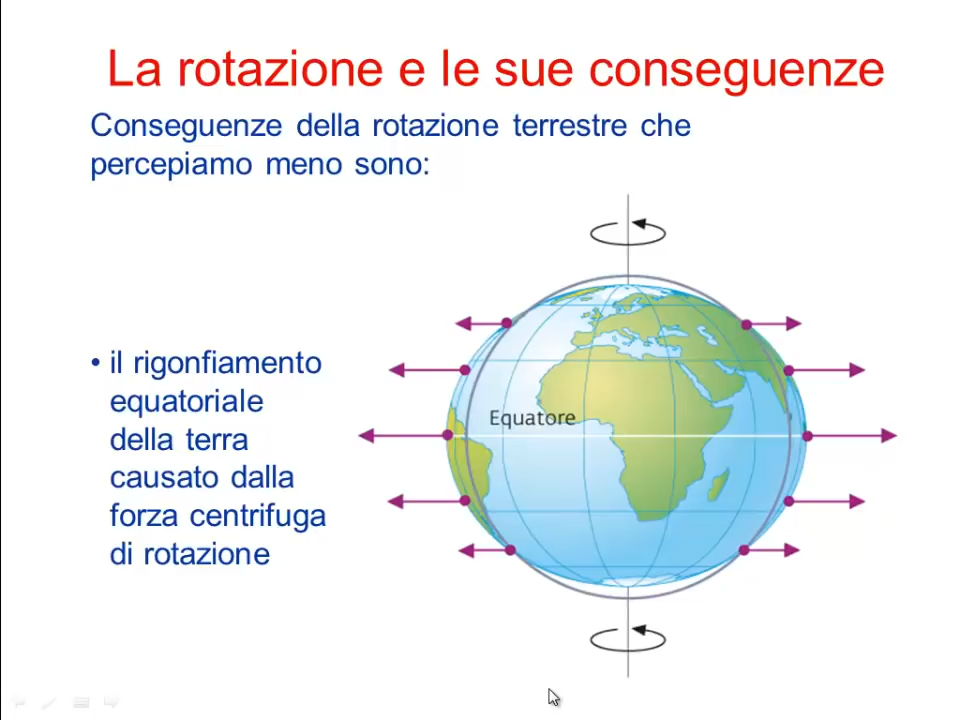 La rotazione e le sue conseguenze
Conseguenze della rotazione terrestre che
percepiamo meno sono:
• il rigonfiamento
equatoriale
della terra
causato dalla
forza centrifuga
di rotazione
Equatore